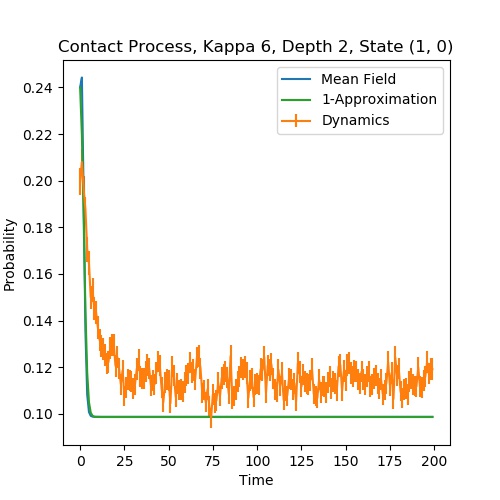 Contact Process, Kappa 6, Depth 2, State (1, 0)
Mean Field
1-Approximation
Dynamics
Probability
0.24
0.22
0.20
0.18
0.16
0.14
0.12
0.10
0 25 50 75 100 125 150 175 200
Time